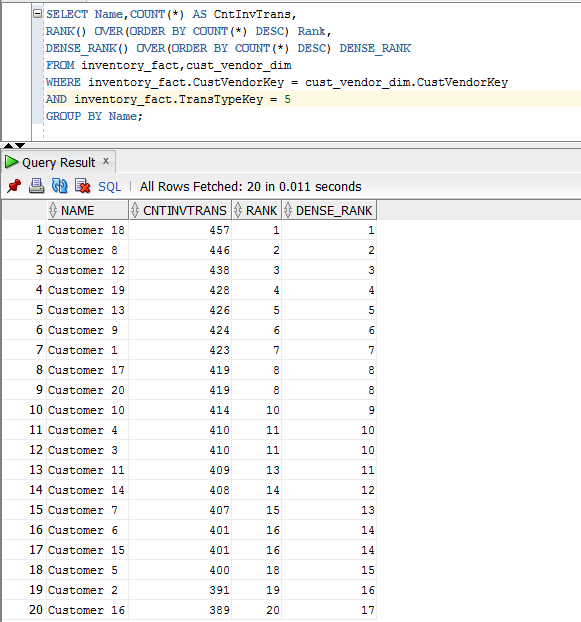 SELECT Name,COUNT(*) AS CntInvTrans,
RANK() OVER(ORDER BY COUNT(*) DESC) Rank,
DENSE_RANK() OVER(ORDER BY COUNT(*) DESC) DENSE_RANK
FROM inventory_fact,cust_vendor_dim
WHERE inventory_fact.CustVendorKey = cust_vendor_dim.CustVendorKey
AND inventory_fact.TransTypeKey = 5
GROUP BY Name;
Query Result x
SQL | All Rows Fetched: 20 in 0.011 seconds
NAME CNTINVTRANS RANK DENSE_RANK
1 Customer 18 457 1 1
2 Customer 8 446 2 2
3 Customer 12 438 3 3
4 Customer 19 428 4 4
5 Customer 13 426 5 5
6 Customer 9 424 6 6
7 Customer 1 423 7 7
8 Customer 17 419 8 8
9 Customer 20 419 8 8
10 Customer 10 414 10 9
11 Customer 4 410 11 10
12 Customer 3 410 11 10
13 Customer 11 409 13 11
14 Customer 14 408 14 12
15 Customer 7 407 15 13
16 Customer 6 401 16 14
17 Customer 15 401 16 14
18 Customer 5 400 18 15
19 Customer 2 391 19 16
20 Customer 16 389 20 17